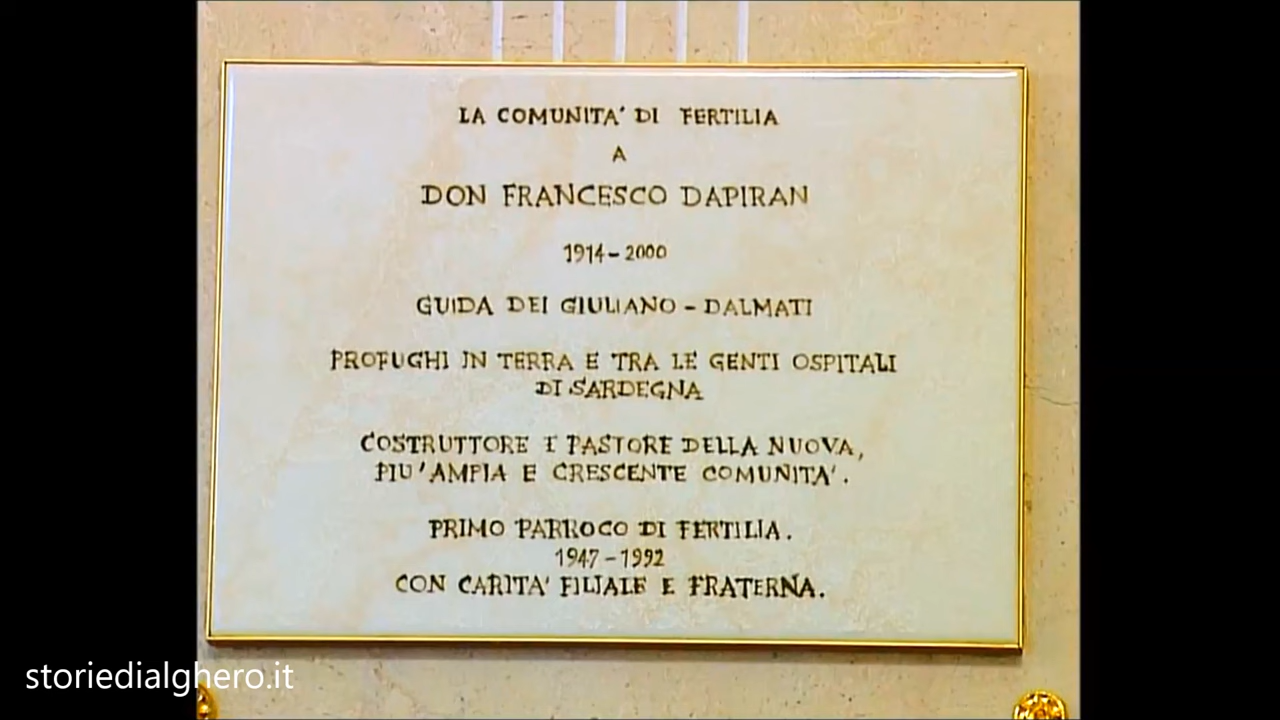 LA COMUNITA' DI FERTILIA
A
DON FRANCESCO DAPIRAN
1914-2000
GUIDA DEI GIULIANO-DALMATI
PROFUGHI IN TERRA E TRA LE GENTI OSPITALI
DI SARDEGNA
COSTRUTTORE E PASTORE DELLA NUOVA,
PIU' AMPIA E CRESCENTE COMUNITA'.
PRIMO PARROCO DI FERTILIA.
1947-1992
CON CARITA' FILIALE E FRATERNA.
storiedialghero.it